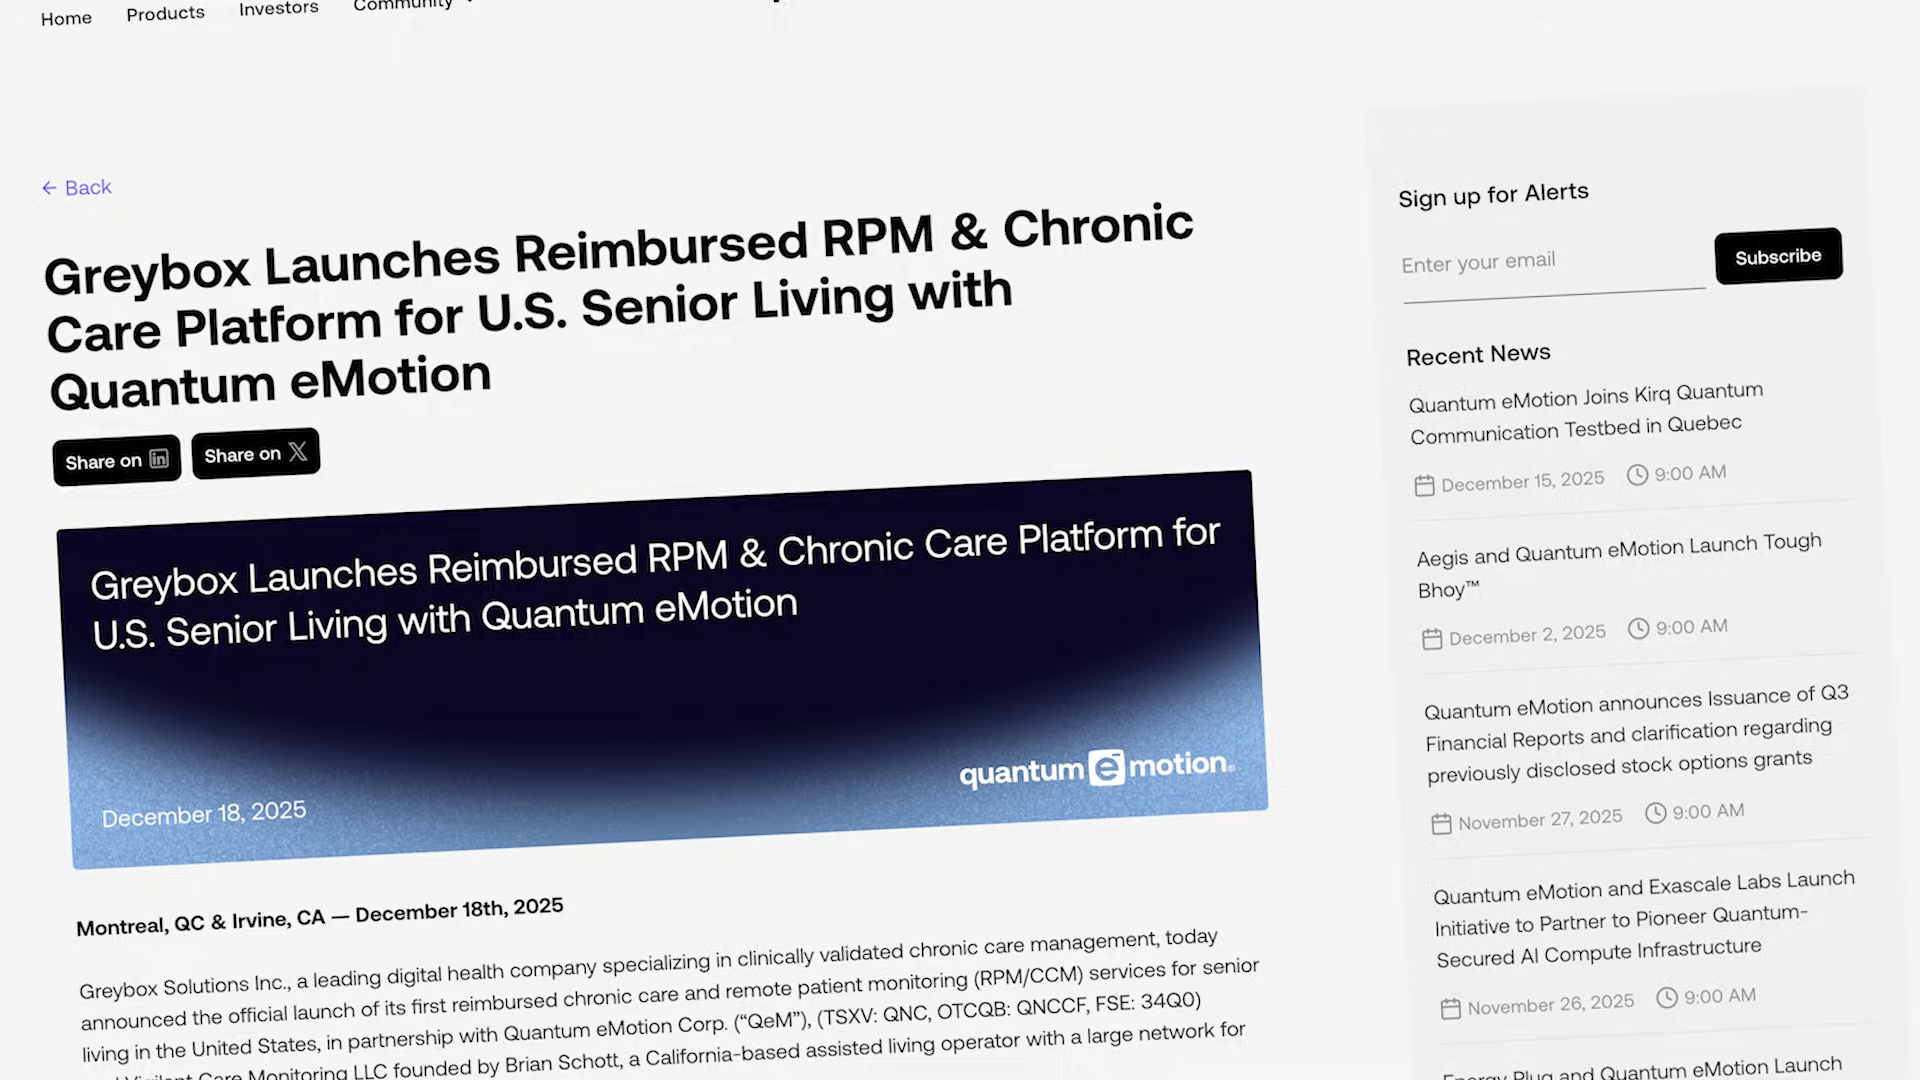 Home Products Investors Community
← Back
Greybox Launches Reimbursed RPM & Chronic
Care Platform for U.S. Senior Living with
Quantum eMotion
Share on in Share on X
Greybox Launches Reimbursed RPM & Chronic Care Platform for
U.S. Senior Living with Quantum eMotion
quantum e motion®
December 18, 2025
Montreal, QC & Irvine, CA — December 18th, 2025
Greybox Solutions Inc., a leading digital health company specializing in clinically validated chronic care management, today
announced the official launch of its first reimbursed chronic care and remote patient monitoring (RPM/CCM) services for senior
living in the United States, in partnership with Quantum eMotion Corp. (“QeM”), (TSXV: QNC, OTCQB: QNCCF, FSE: 34Q0)
Vigilant Care Monitoring LLC founded by Brian Schott, a California-based assisted living operator with a large network for
Sign up for Alerts
Enter your email
Subscribe
Recent News
Quantum eMotion Joins Kirq Quantum
Communication Testbed in Quebec
December 15, 2025 9:00 AM
Aegis and Quantum eMotion Launch Tough
Bhoy™
December 2, 2025 9:00 AM
Quantum eMotion announces Issuance of Q3
Financial Reports and clarification regarding
previously disclosed stock options grants
November 27, 2025 9:00 AM
Quantum eMotion and Exascale Labs Launch
Initiative to Partner to Pioneer Quantum-
Secured AI Compute Infrastructure
November 26, 2025 9:00 AM
Energy Plug and Quantum eMotion Launch